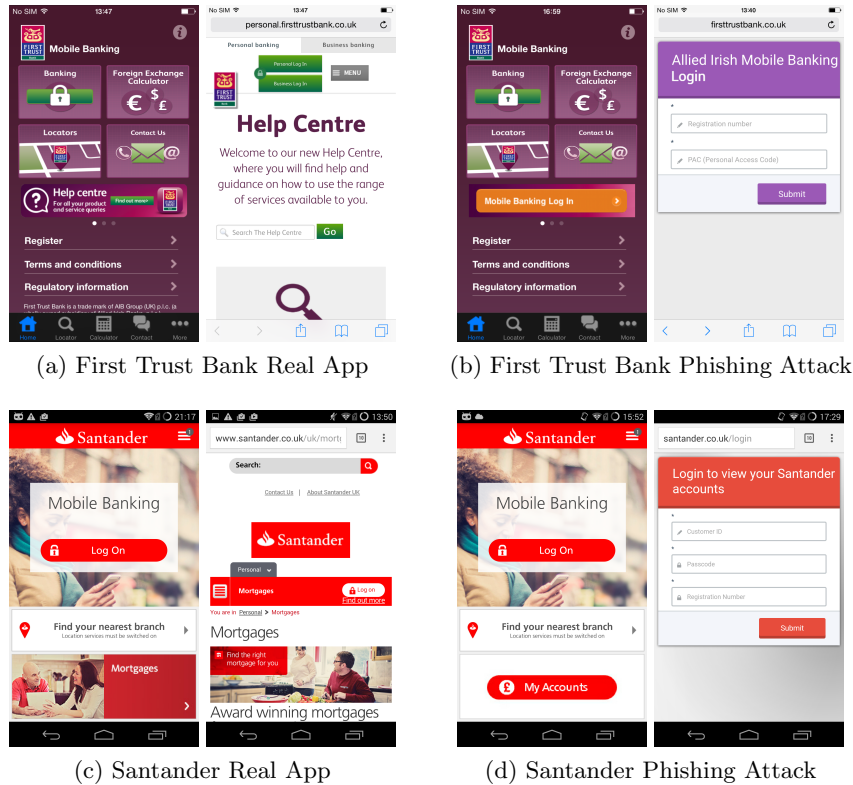 No SIM 13:47
FIRST TRUST BANK
Mobile Banking
Banking
Foreign Exchange Calculator
Locators
Contact Us
Help centre
For all your product and service queries
Find out more>
Register
Terms and conditions
Regulatory information
First Trust Bank is a trade mark of AIB Group (UK) p.l.c. (a
Home Locator Calculator Contact More
No SIM 13:47
personal.firsttrustbank.co.uk
Personal banking Business banking
Personal Log In
Business Log In
MENU
FIRST TRUST BANK
Help Centre
Welcome to our new Help Centre,
where you will find help and
guidance on how to use the range
of services available to you.
Search The Help Centre Go
(a) First Trust Bank Real App
No SIM 16:59
FIRST TRUST BANK
Mobile Banking
Banking
Foreign Exchange Calculator
Locators
Contact Us
Mobile Banking Log In
Register
Terms and conditions
Regulatory information
Home Locator Calculator Contact More
No SIM 13:40
firsttrustbank.co.uk
Allied Irish Mobile Banking
Login
*
Registration number
*
PAC (Personal Access Code)
Submit
(b) First Trust Bank Phishing Attack
21:17
Santander
Mobile Banking
Log On
Find your nearest branch
Location services must be switched on
Mortgages
13:50
www.santander.co.uk/uk/mort
Search:
Contact Us | About Santander UK
Santander
Personal
Mortgages
Log on
Find out more
You are in Personal > Mortgages
Mortgages
Find the right
mortgage for you
Award winning mortgages
(c) Santander Real App
15:52
Santander
Mobile Banking
Log On
Find your nearest branch
Location services must be switched on
£ My Accounts
17:29
santander.co.uk/login
Login to view your Santander
accounts
*
Customer ID
*
Passcode
*
Registration Number
Submit
(d) Santander Phishing Attack